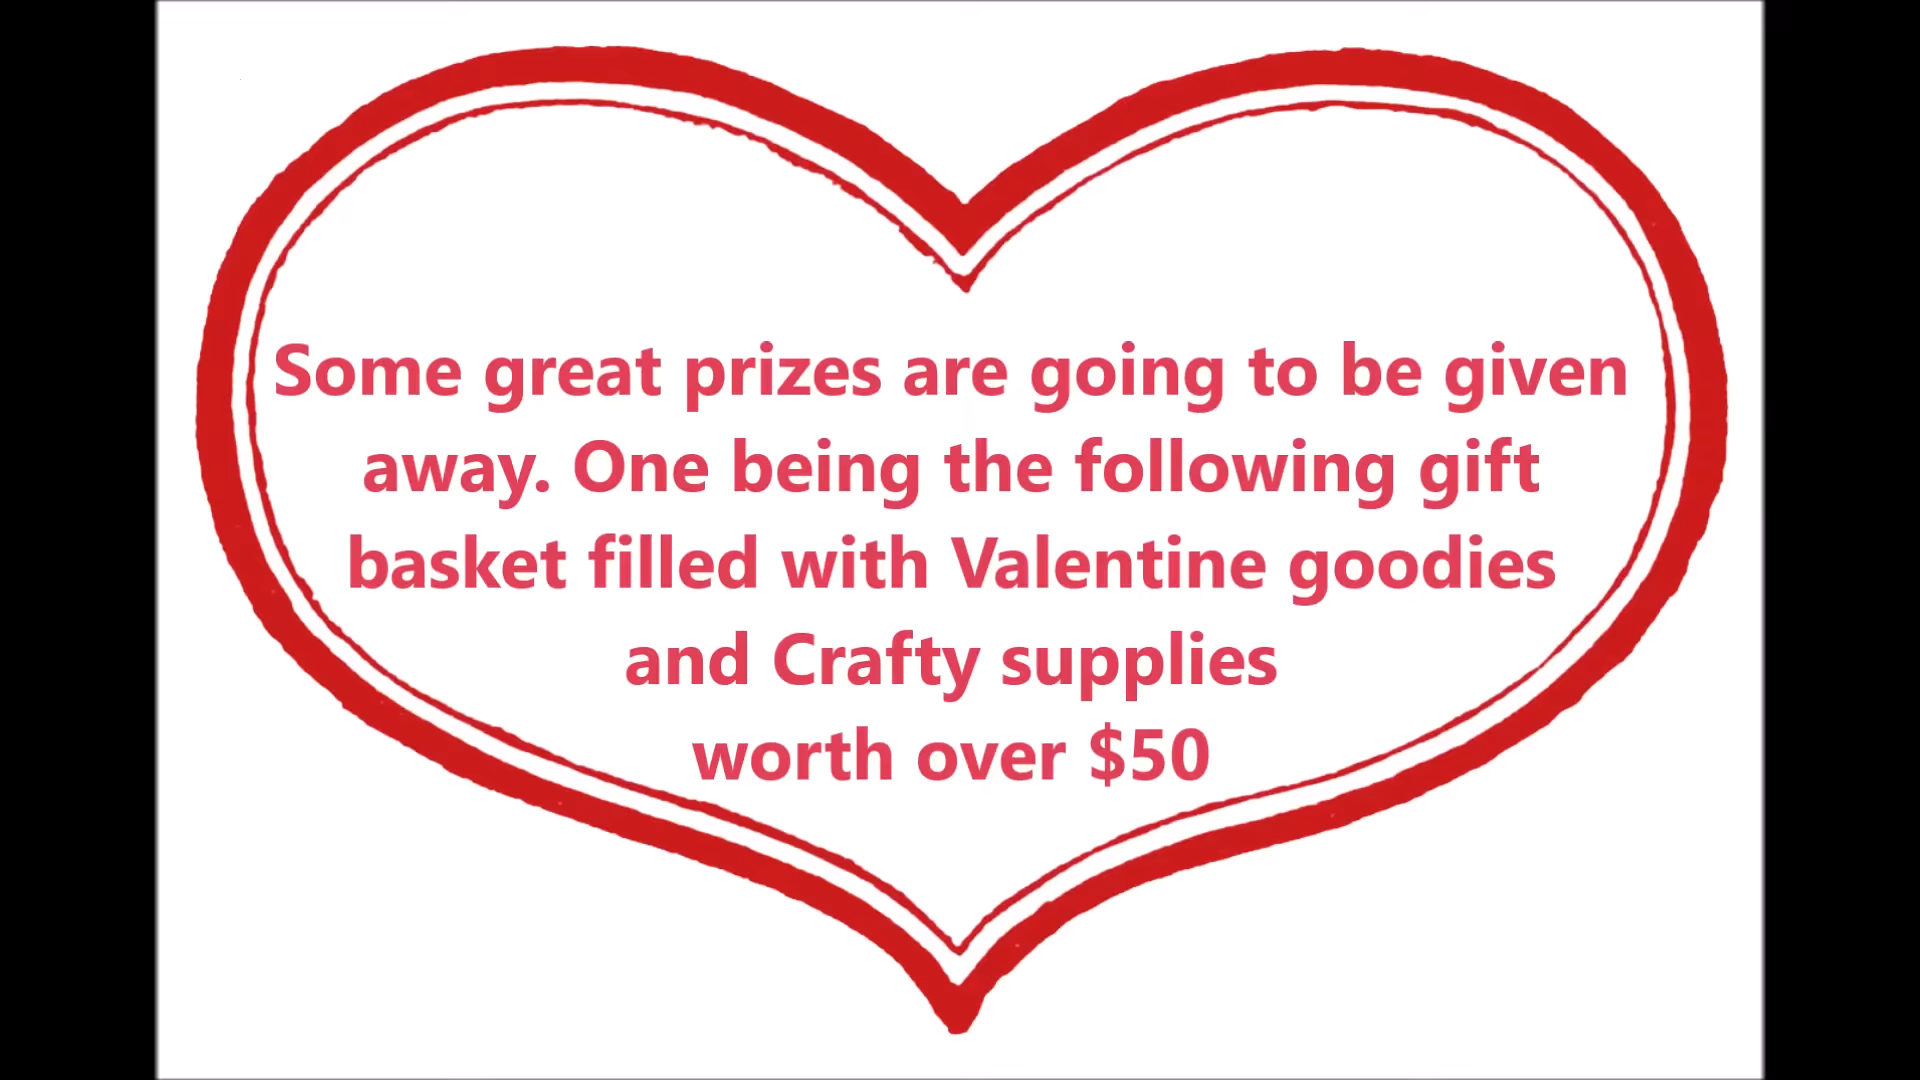 Some great prizes are going to be given
away. One being the following gift
basket filled with Valentine goodies
and Crafty supplies
worth over $50